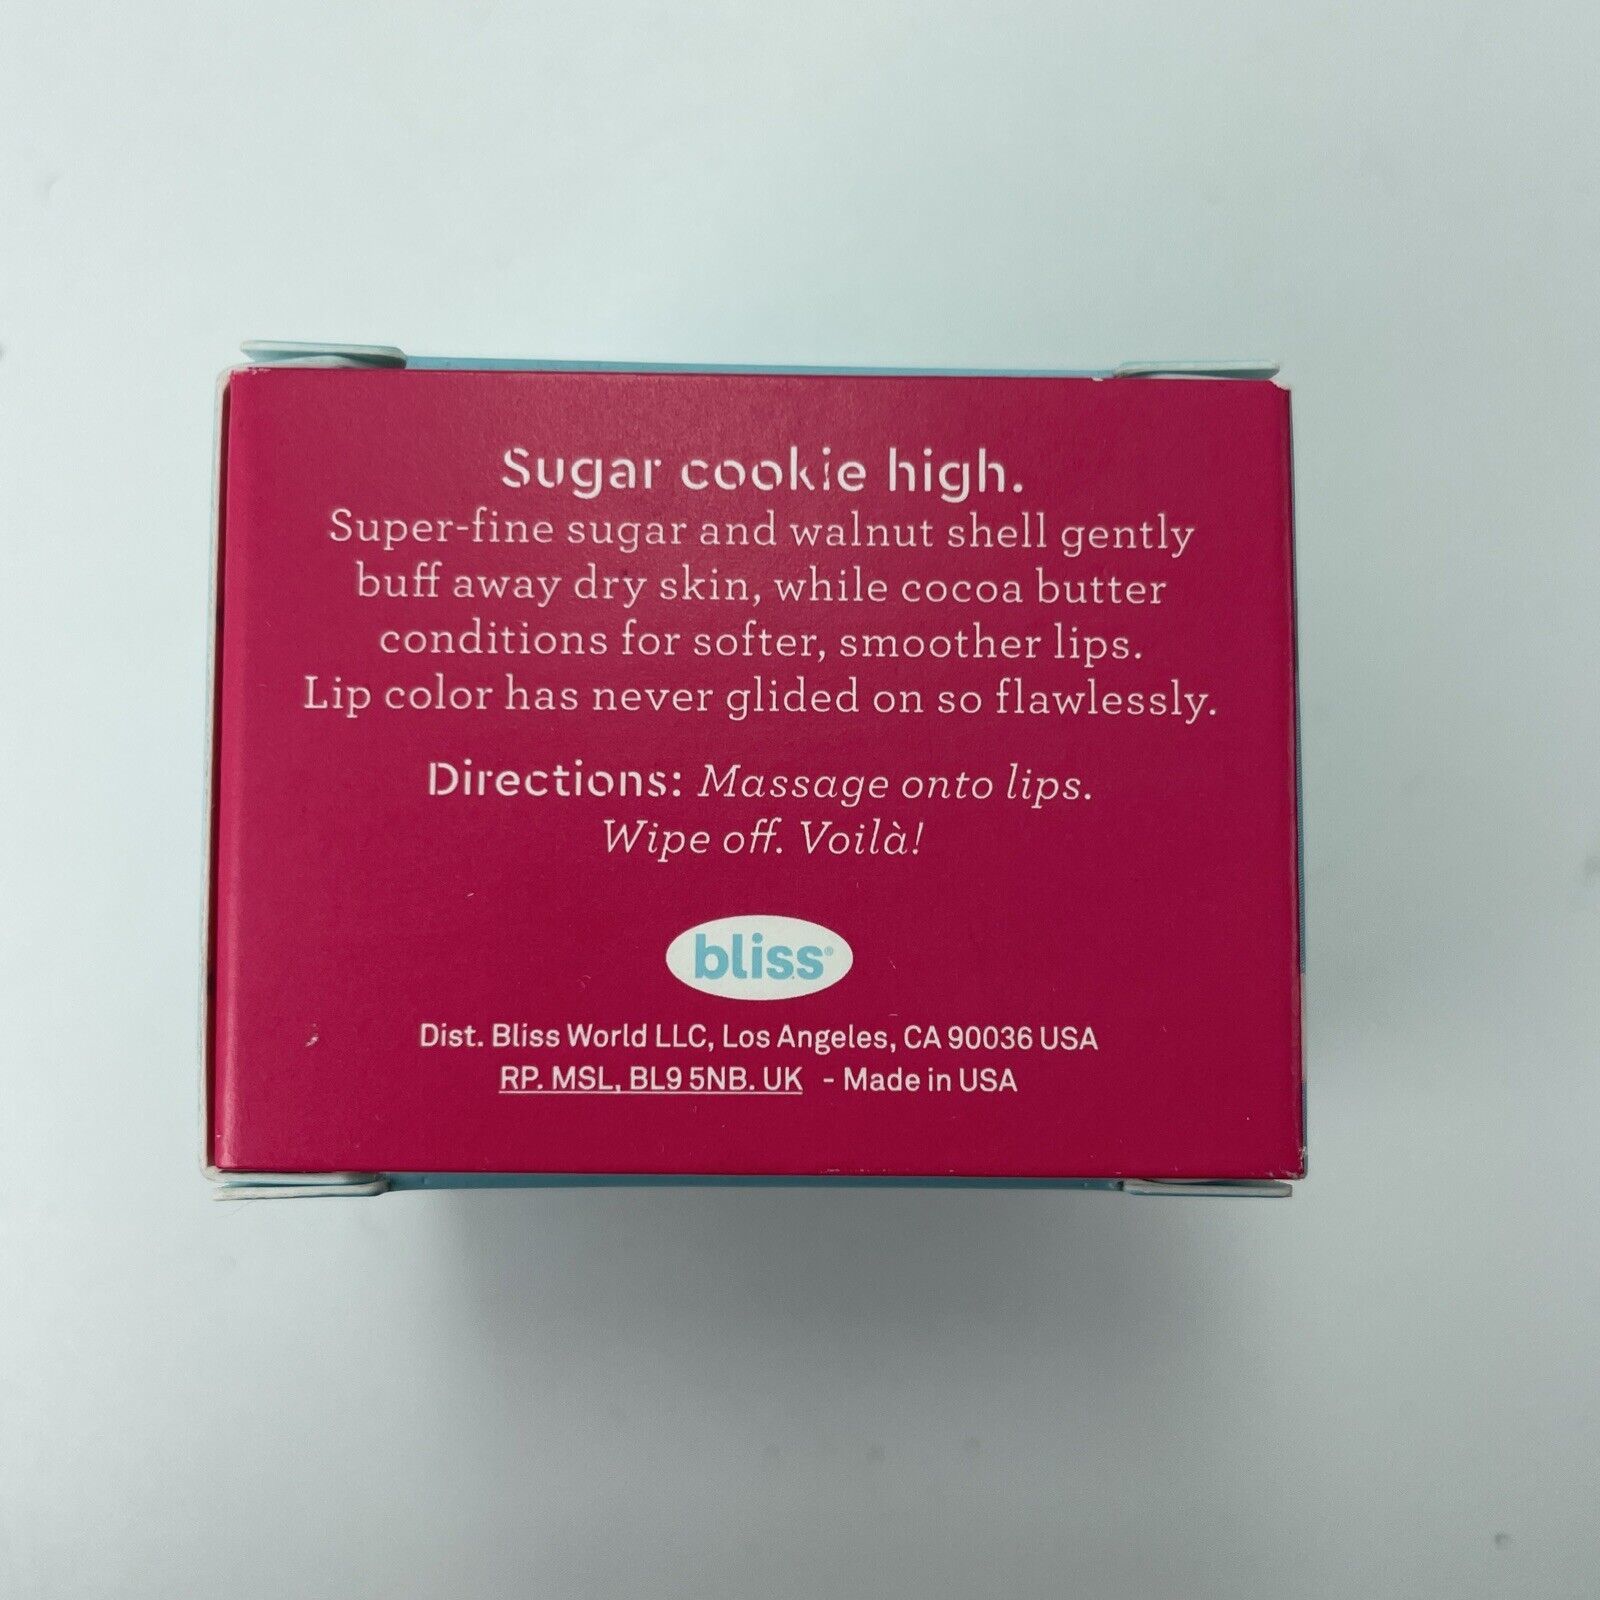 Sugar cookie high.
Super-fine sugar and walnut shell gently
buff away dry skin, while cocoa butter
conditions for softer, smoother lips.
Lip color has never glided on so flawlessly.
Directions: Massage onto lips.
Wipe off. Voilà!
bliss®
Dist. Bliss World LLC, Los Angeles, CA 90036 USA
RP. MSL, BL9 5NB. UK - Made in USA